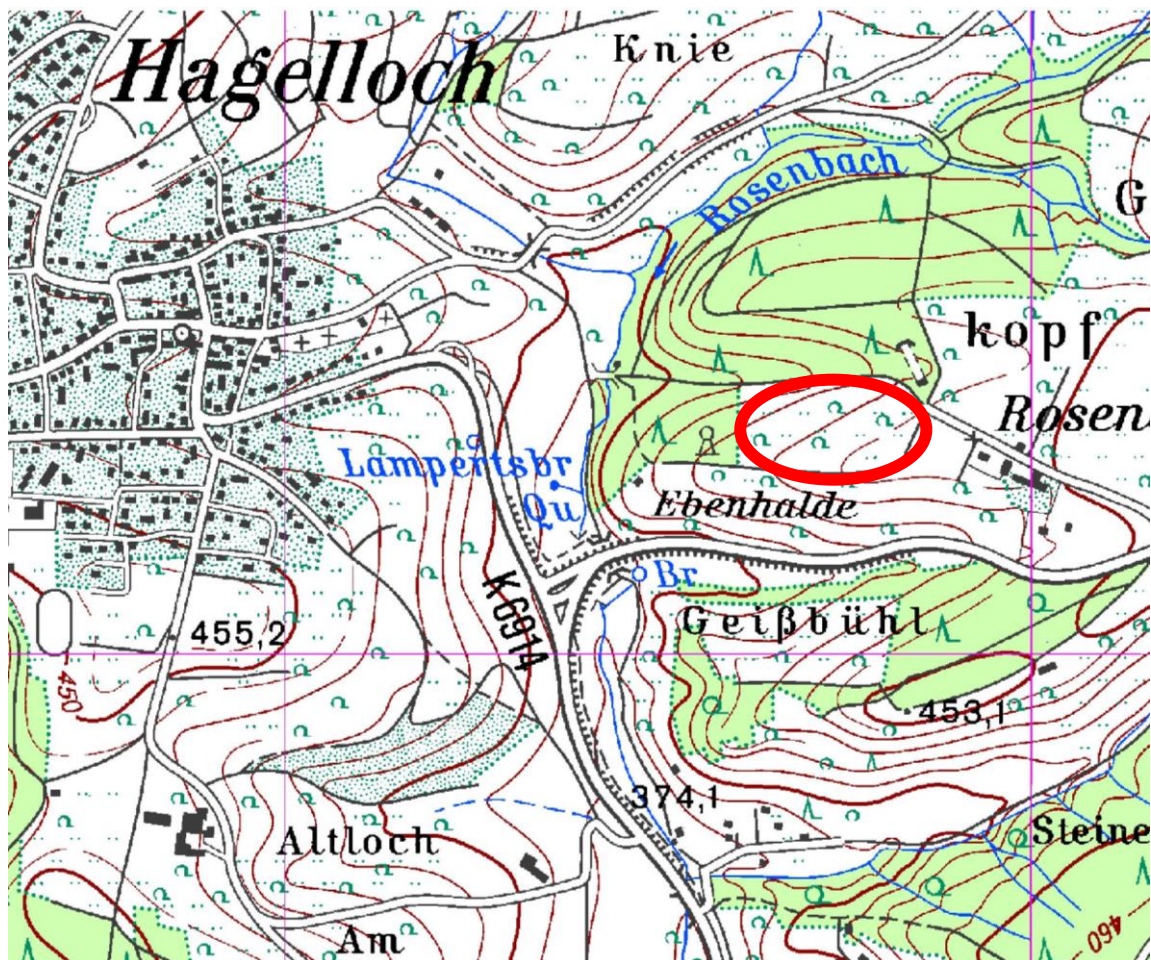 Knie
Hagelloch
Rosenbach
G
kopf
Rosen
Lampertsbr
Qu
Ebenhalde
Br
K 6914
Geißbühl
455,2
450
453,1
374,1
Altloch
Steine
Am
460